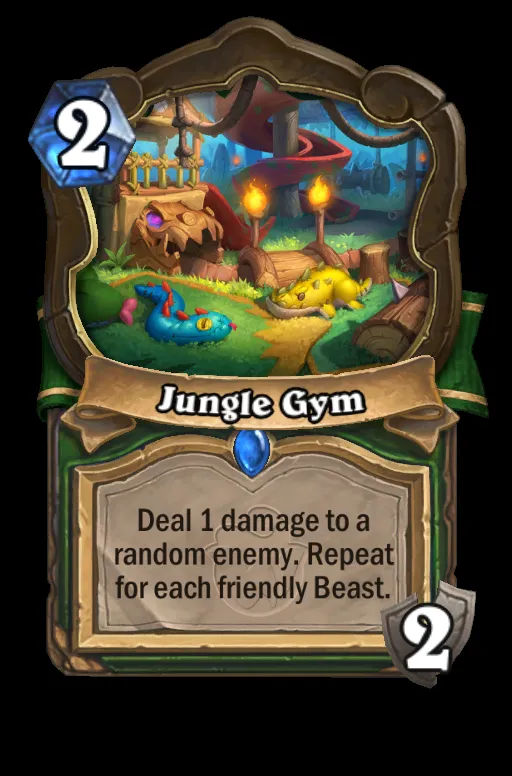 2
Jungle Gym
Deal 1 damage to a
random enemy. Repeat
for each friendly Beast.
2